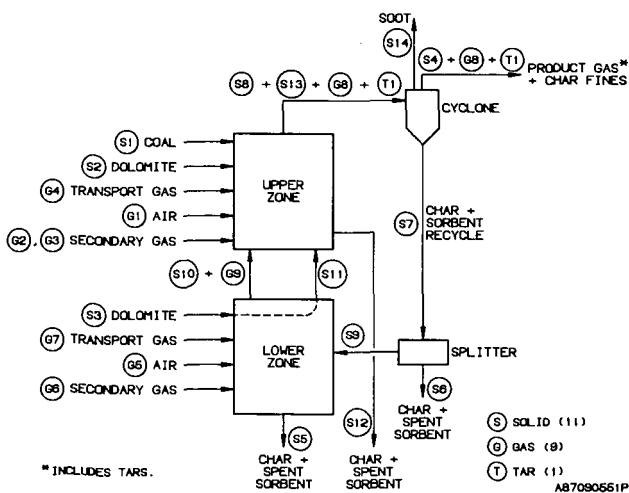 SOOT
S14
S4 + G8 + T1
PRODUCT GAS*
+ CHAR FINES
S8 + S13 + G8 + T1
CYCLONE
S1 COAL
S2 DOLOMITE
G4 TRANSPORT GAS
G1 AIR
G2, G3 SECONDARY GAS
UPPER
ZONE
S7
CHAR +
SORBENT
RECYCLE
S10 + G9
S11
S3 DOLOMITE
G7 TRANSPORT GAS
G5 AIR
G6 SECONDARY GAS
LOWER
ZONE
S9
SPLITTER
S6
CHAR +
SPENT
SORBENT
S5
CHAR +
SPENT
SORBENT
S12
CHAR +
SPENT
SORBENT
S SOLID (11)
G GAS (9)
T TAR (1)
*INCLUDES TARS.
A87090551P